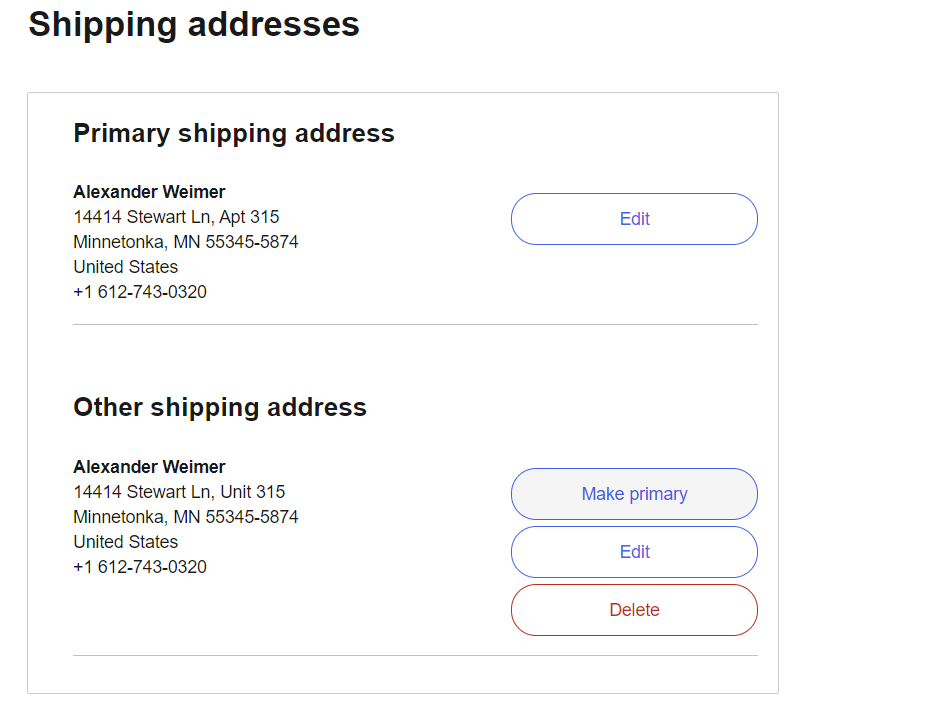 Shipping addresses
Primary shipping address
Alexander Weimer
14414 Stewart Ln, Apt 315
Edit
Minnetonka, MN 55345-5874
United States
+1 612-743-0320
Other shipping address
Alexander Weimer
14414 Stewart Ln, Unit 315
Make primary
Minnetonka, MN 55345-5874
United States
Edit
+1 612-743-0320
Delete